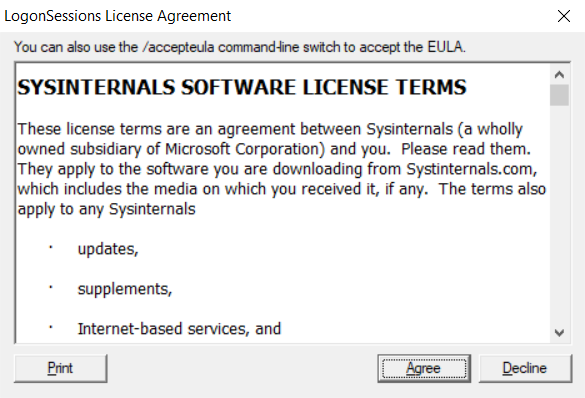 LogonSessions License Agreement
You can also use the /accepteula command-line switch to accept the EULA.
SYSINTERNALS SOFTWARE LICENSE TERMS
These license terms are an agreement between Sysinternals (a wholly
owned subsidiary of Microsoft Corporation) and you. Please read them.
They apply to the software you are downloading from Systinternals.com,
which includes the media on which you received it, if any. The terms also
apply to any Sysinternals
· updates,
· supplements,
· Internet-based services, and
Print Agree Decline